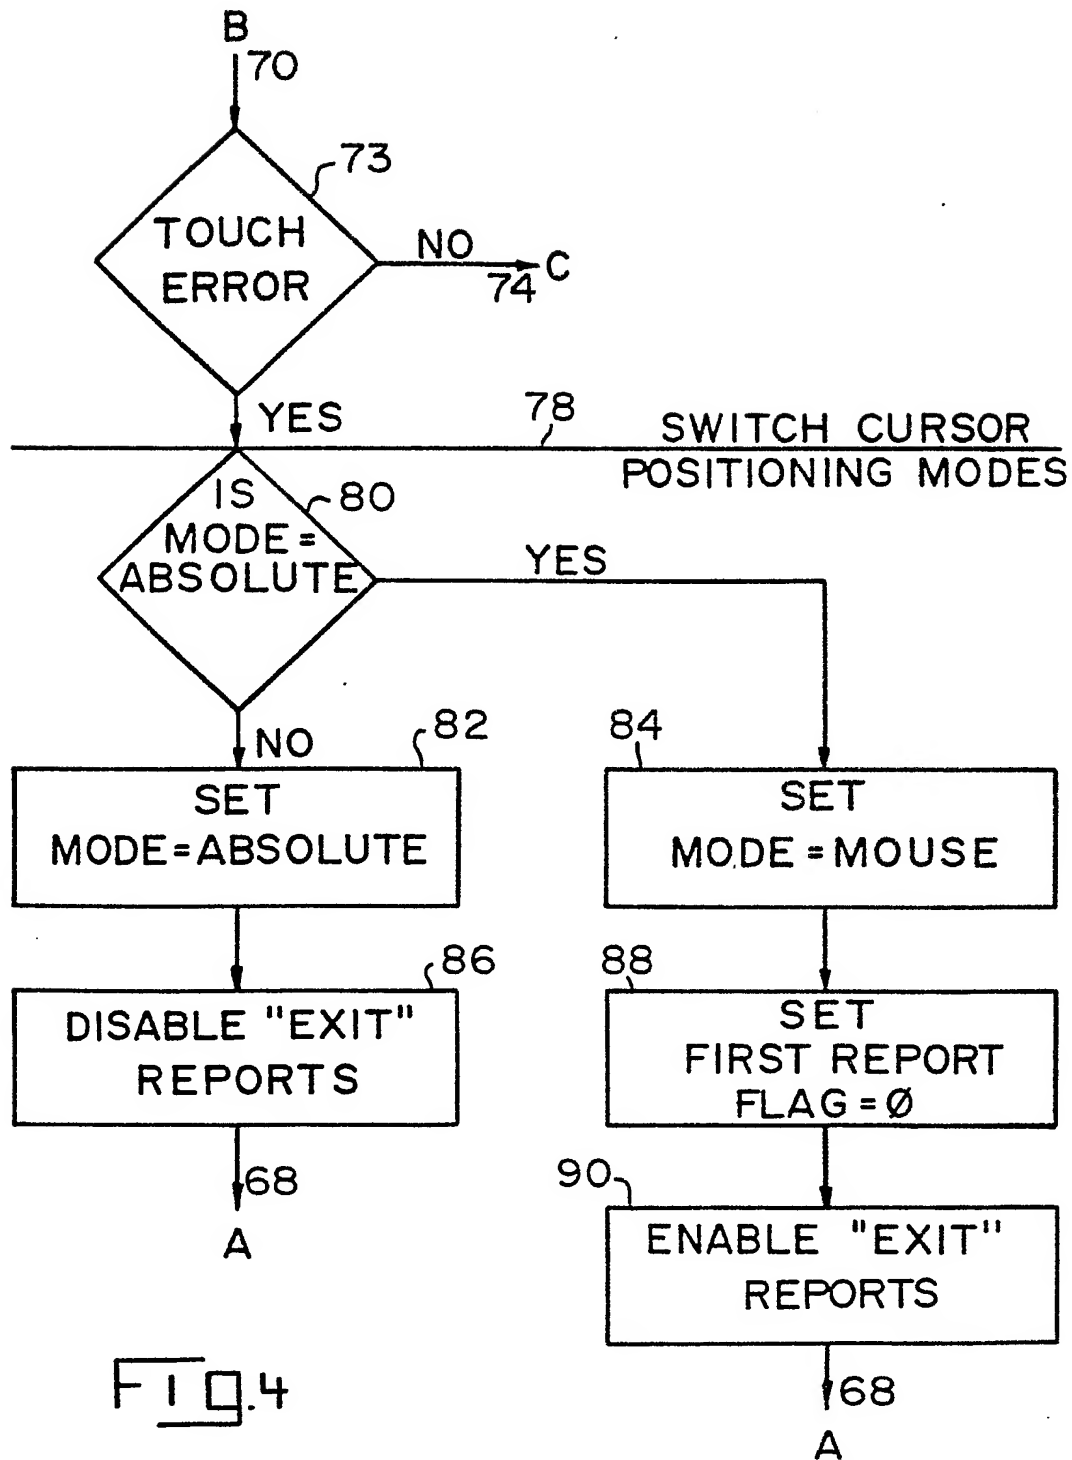 B
70
73
TOUCH
ERROR
NO
74
C
YES
78
SWITCH CURSOR
POSITIONING MODES
IS
MODE=
ABSOLUTE
80
YES
NO
82
SET
MODE=ABSOLUTE
84
SET
MODE=MOUSE
86
DISABLE "EXIT"
REPORTS
88
SET
FIRST REPORT
FLAG=Ø
68
A
90
ENABLE "EXIT"
REPORTS
68
A
Fig.4